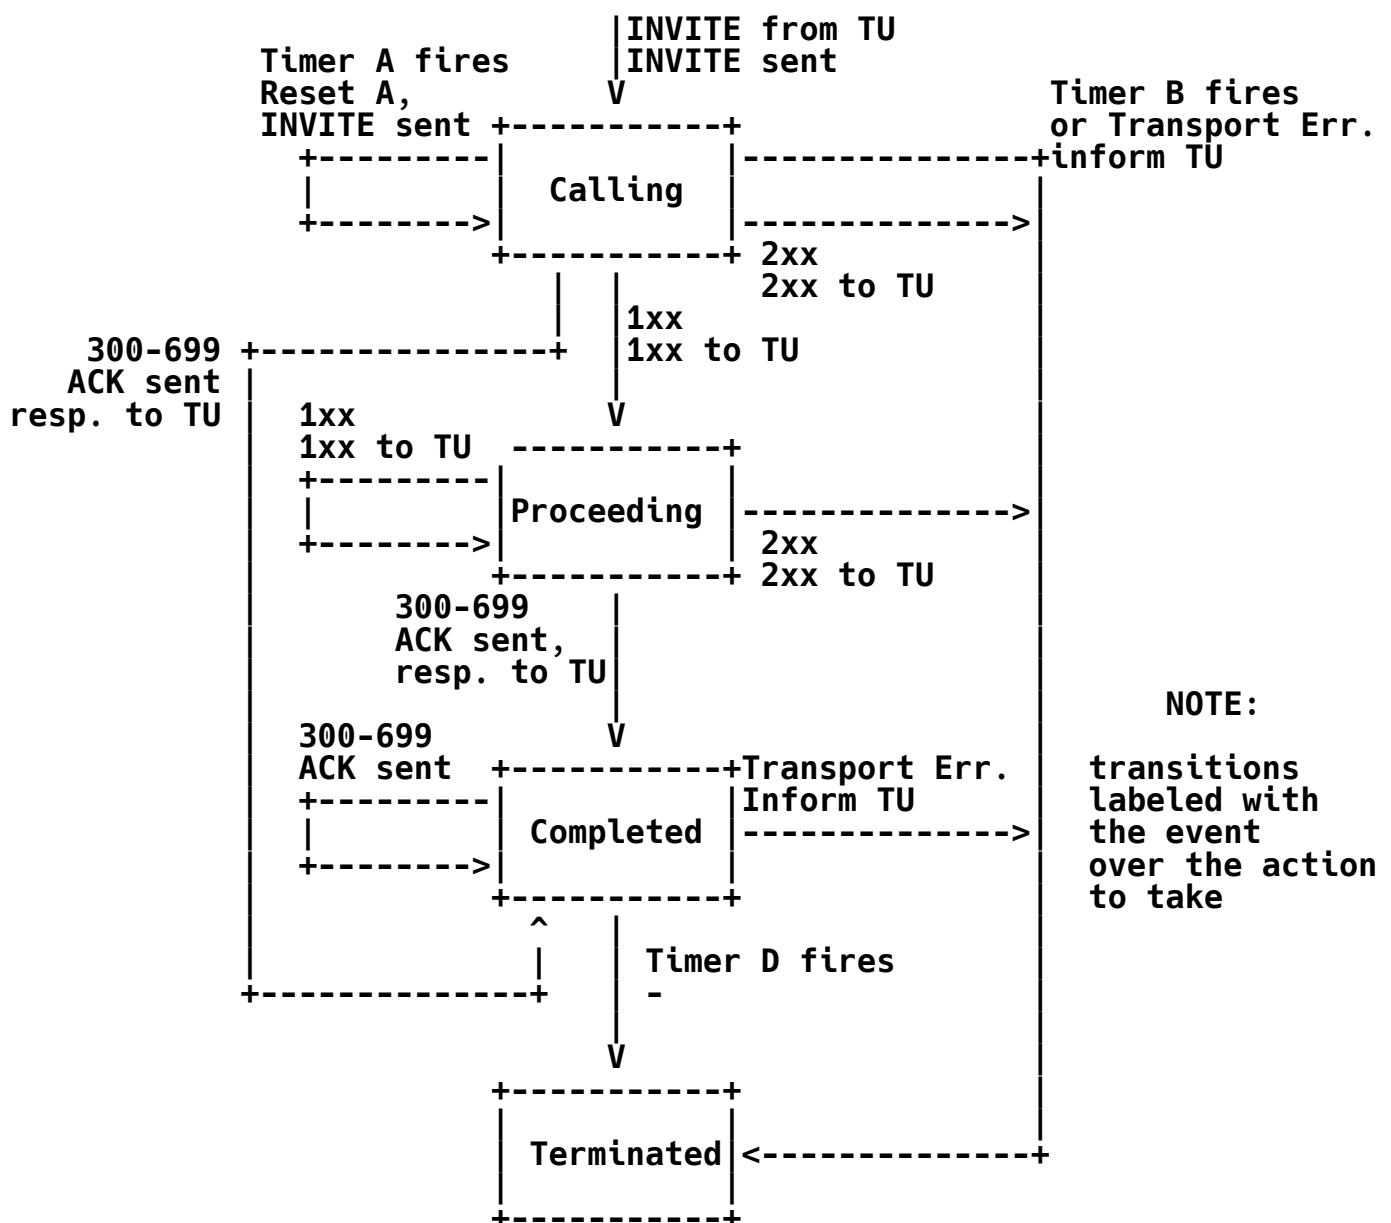 |INVITE from TU
Timer A fires     |INVITE sent
Reset A,          V                      Timer B fires
INVITE sent +-----------+                or Transport Err.
+---------|           |---------------+inform TU
|         |  Calling  |               |
+-------->|           |-------------->|
+-----------+ 2xx           |
|  |       2xx to TU     |
|  |1xx                  |
300-699 +---------------+  |1xx to TU            |
ACK sent |                  |                     |
resp. to TU |  1xx             V                     |
|  1xx to TU  -----------+               |
|  +---------|           |               |
|  |         |Proceeding |-------------->|
|  +-------->|           | 2xx           |
|            +-----------+ 2xx to TU     |
|       300-699    |                     |
|       ACK sent,  |                     |
|       resp. to TU|                     |
|                  |                     |      NOTE:
|  300-699         V                     |
|  ACK sent  +-----------+Transport Err. |  transitions
|  +---------|           |Inform TU      |  labeled with
|  |         | Completed |-------------->|  the event
|  +-------->|           |               |  over the action
|            +-----------+               |  to take
|              ^   |                     |
|              |   | Timer D fires       |
+--------------+   | -                   |
|                     |
V                     |
+-----------+               |
|           |               |
| Terminated|<--------------+
|           |
+-----------+